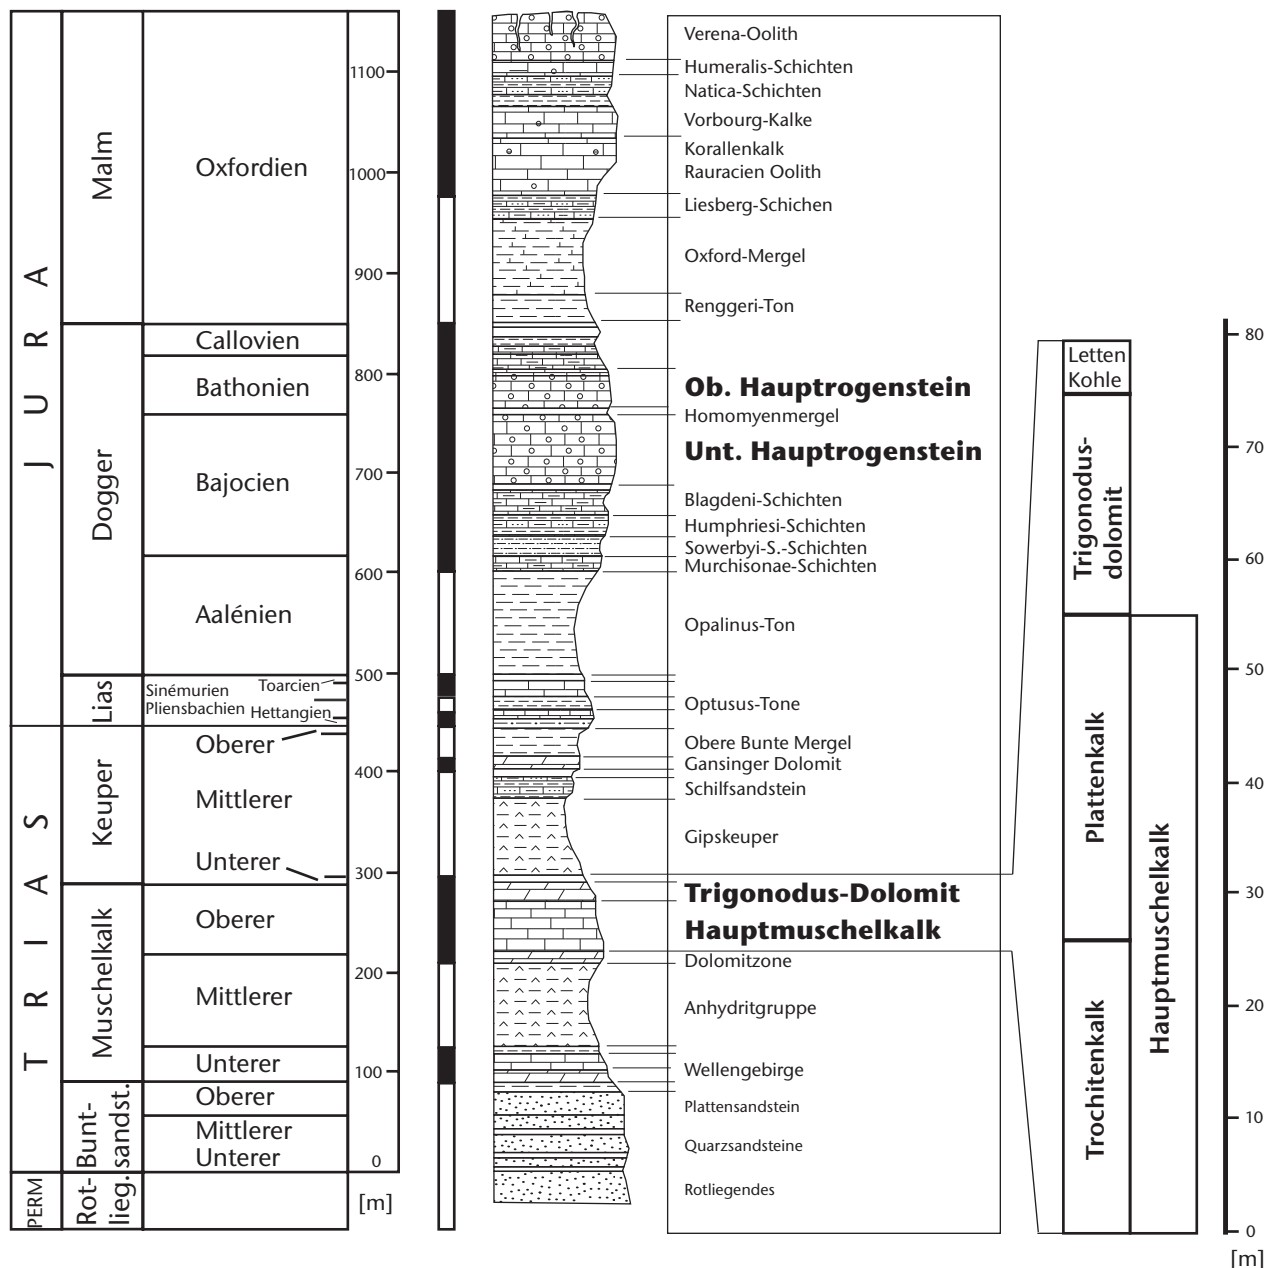 JURA
TRIAS
PERM
Malm
Dogger
Lias
Keuper
Muschelkalk
Bunt-
sandst.
Rot-
lieg.
Oxfordien
Callovien
Bathonien
Bajocien
Aalénien
Toarcien
Sinémurien
Pliensbachien
Hettangien
Oberer
Mittlerer
Unterer
Oberer
Mittlerer
Unterer
Oberer
Mittlerer
Unterer
1100
1000
900
800
700
600
500
400
300
200
100
0
[m]
Verena-Oolith
Humeralis-Schichten
Natica-Schichten
Vorbourg-Kalke
Korallenkalk
Rauracien Oolith
Liesberg-Schichen
Oxford-Mergel
Renggeri-Ton
Ob. Hauptrogenstein
Homomyenmergel
Unt. Hauptrogenstein
Blagdeni-Schichten
Humphriesi-Schichten
Sowerbyi-S.-Schichten
Murchisonae-Schichten
Opalinus-Ton
Optusus-Tone
Obere Bunte Mergel
Gansinger Dolomit
Schilfsandstein
Gipskeuper
Trigonodus-Dolomit
Hauptmuschelkalk
Dolomitzone
Anhydritgruppe
Wellengebirge
Plattensandstein
Quarzsandsteine
Rotliegendes
Letten
Kohle
Trigonodus-
dolomit
Plattenkalk
Trochitenkalk
Hauptmuschelkalk
80
70
60
50
40
30
20
10
0
[m]